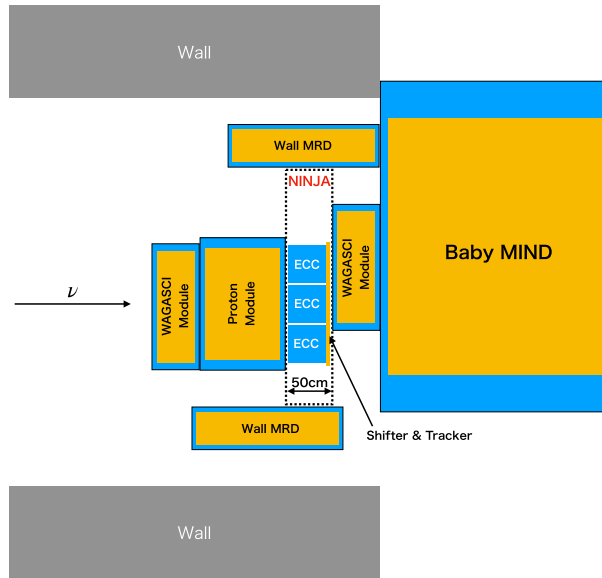 Wall
Wall MRD
NINJA
ECC
ECC
ECC
WAGASCI
Module
Proton
Module
WAGASCI
Module
Baby MIND
ν
50cm
Wall MRD
Shifter & Tracker
Wall